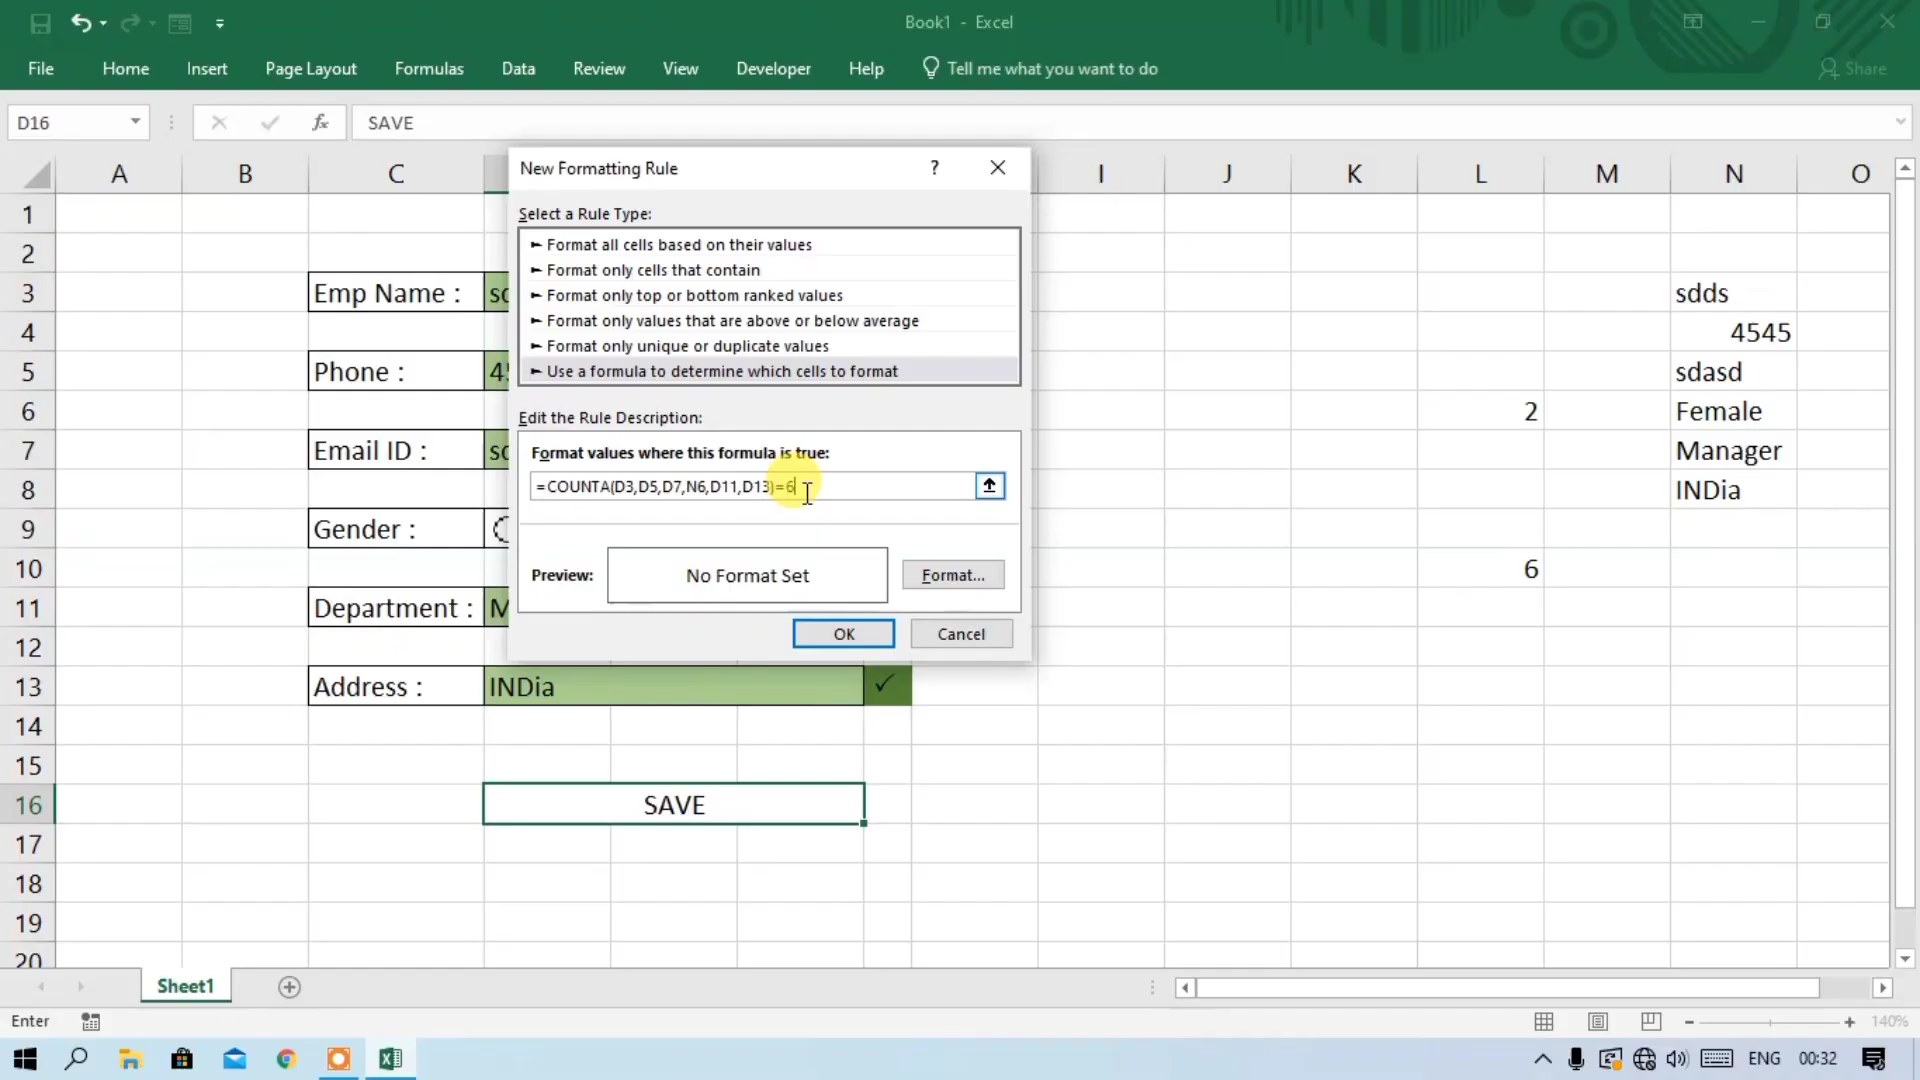 Book1 - Excel
File Home Insert Page Layout Formulas Data Review View Developer Help Tell me what you want to do Share
D16 fx SAVE
A B C I J K L M N O
New Formatting Rule ?
Select a Rule Type:
► Format all cells based on their values
► Format only cells that contain
► Format only top or bottom ranked values
► Format only values that are above or below average
► Format only unique or duplicate values
► Use a formula to determine which cells to format
Edit the Rule Description:
Format values where this formula is true:
=COUNTA(D3,D5,D7,N6,D11,D13)=6
Preview: No Format Set Format...
OK Cancel
1
2
3 Emp Name : sdds
4 4545
5 Phone : sdasd
6 2 Female
7 Email ID : Manager
8 INDia
9 Gender :
10 6
11 Department : M
12
13 Address : INDia ✓
14
15
16 SAVE
17
18
19
20
Sheet1
Enter 140%
ENG 00:32